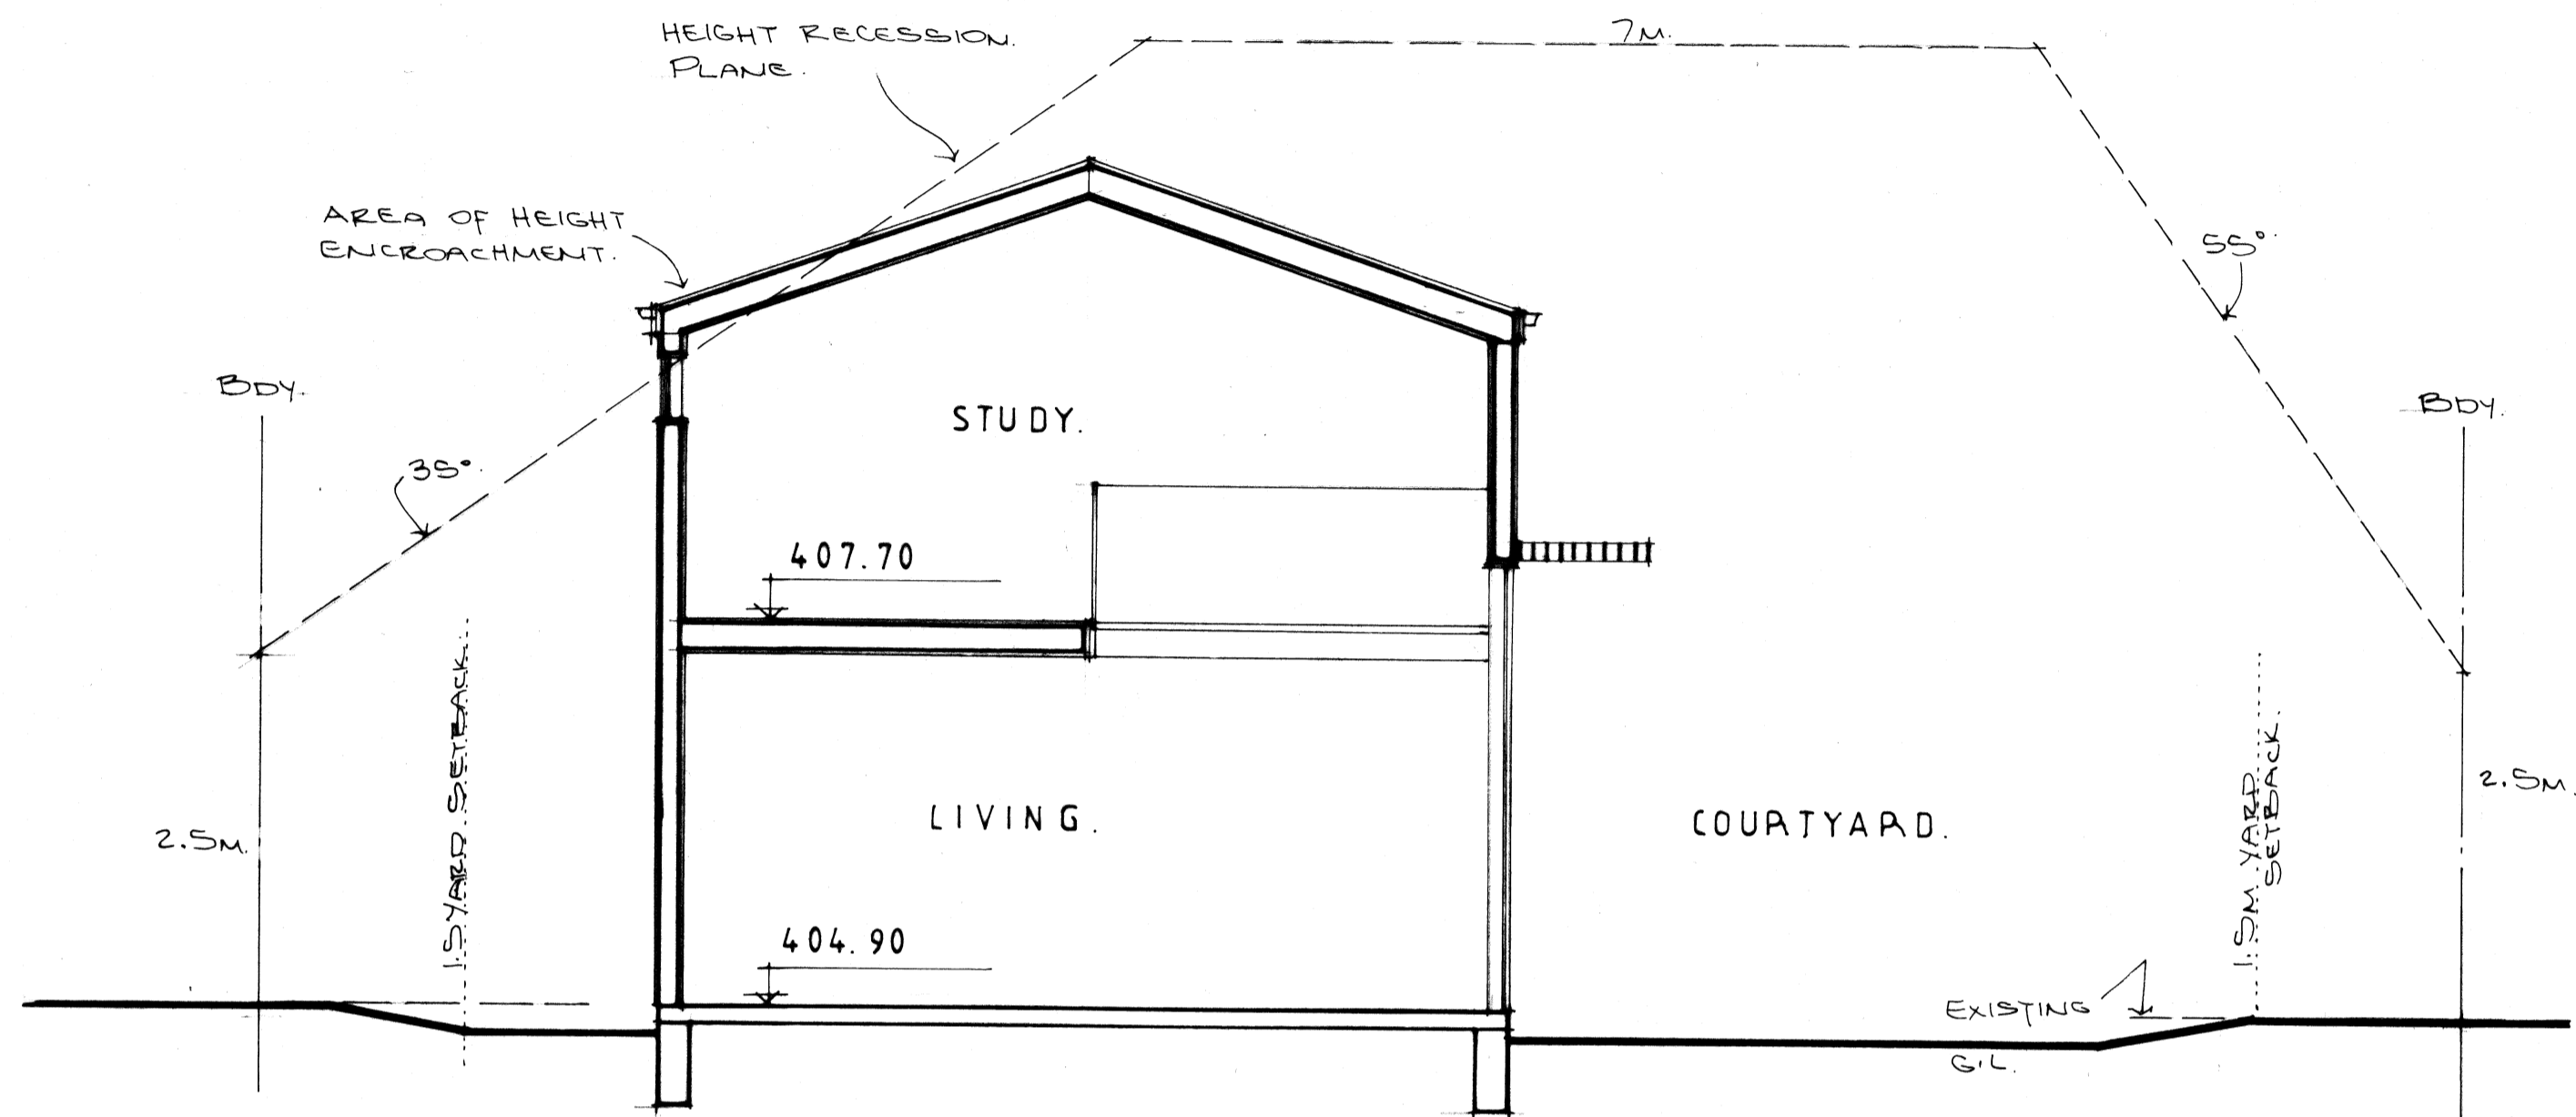 HEIGHT RECESSION.
PLANE.
7M.
AREA OF HEIGHT
ENCROACHMENT.
55°.
BDY.
BDY.
STUDY.
35°.
407.70
1.5 YARD SETBACK.
1.5M YARD
SETBACK.
2.5M.
2.5M.
LIVING.
COURTYARD.
404.90
EXISTING
G.L.